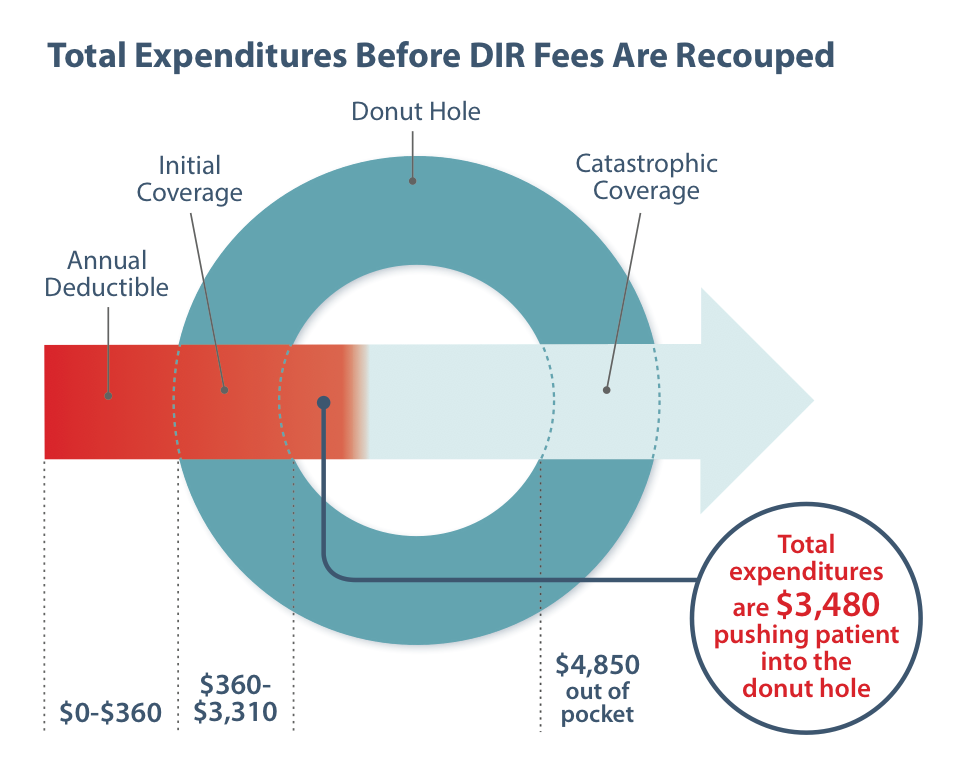 Total Expenditures Before DIR Fees Are Recouped
Donut Hole
Initial
Coverage
Catastrophic
Coverage
Annual
Deductible
$0-$360
$360-
$3,310
$4,850
out of
pocket
Total
expenditures
are $3,480
pushing patient
into the
donut hole